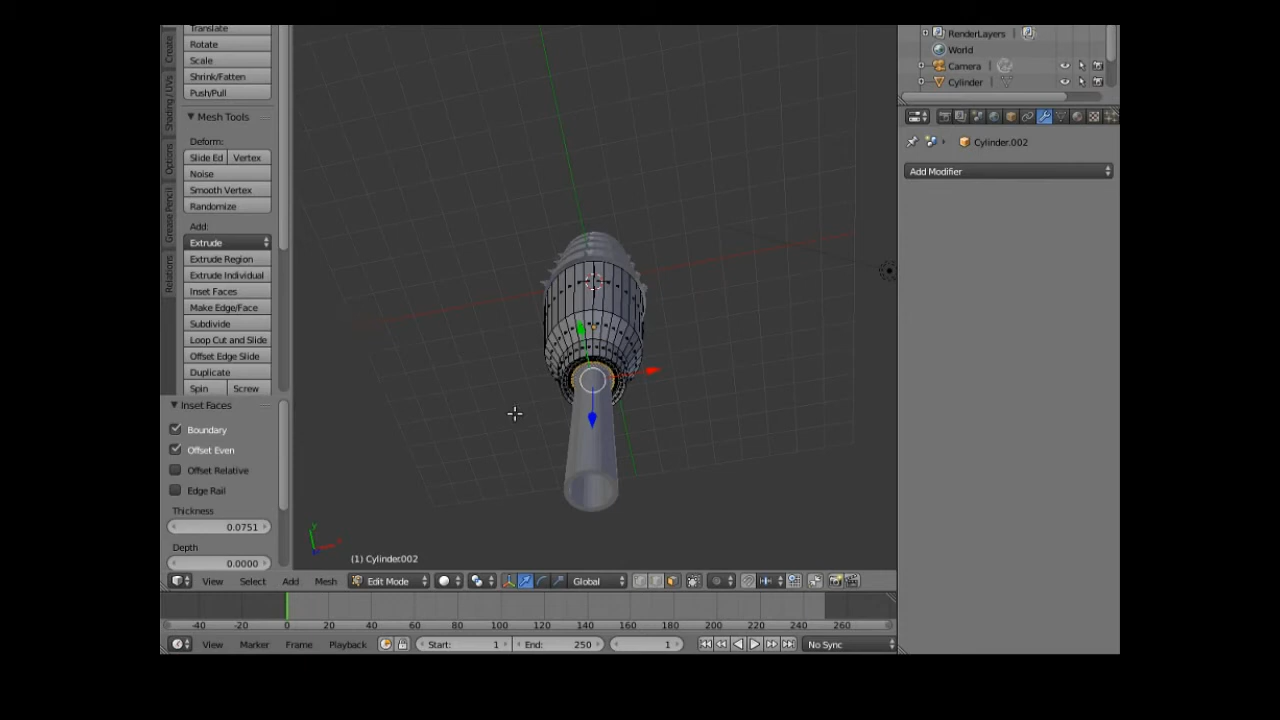 Translate
Rotate
Scale
Shrink/Fatten
Push/Pull
Mesh Tools
Deform:
Slide Ed Vertex
Noise
Smooth Vertex
Randomize
Add:
Extrude
Extrude Region
Extrude Individual
Inset Faces
Make Edge/Face
Subdivide
Loop Cut and Slide
Offset Edge Slide
Duplicate
Spin Screw
Create
Shading / UVs
Options
Grease Pencil
Relations
Inset Faces
Boundary
Offset Even
Offset Relative
Edge Rail
Thickness
0.0751
Depth
0.0000
(1) Cylinder.002
View Select Add Mesh Edit Mode Global
-40 -20 0 20 40 60 80 100 120 140 160 180 200 220 240 260
View Marker Frame Playback Start: 1 End: 250 1 No Sync
RenderLayers
World
Camera
Cylinder
Cylinder.002
Add Modifier